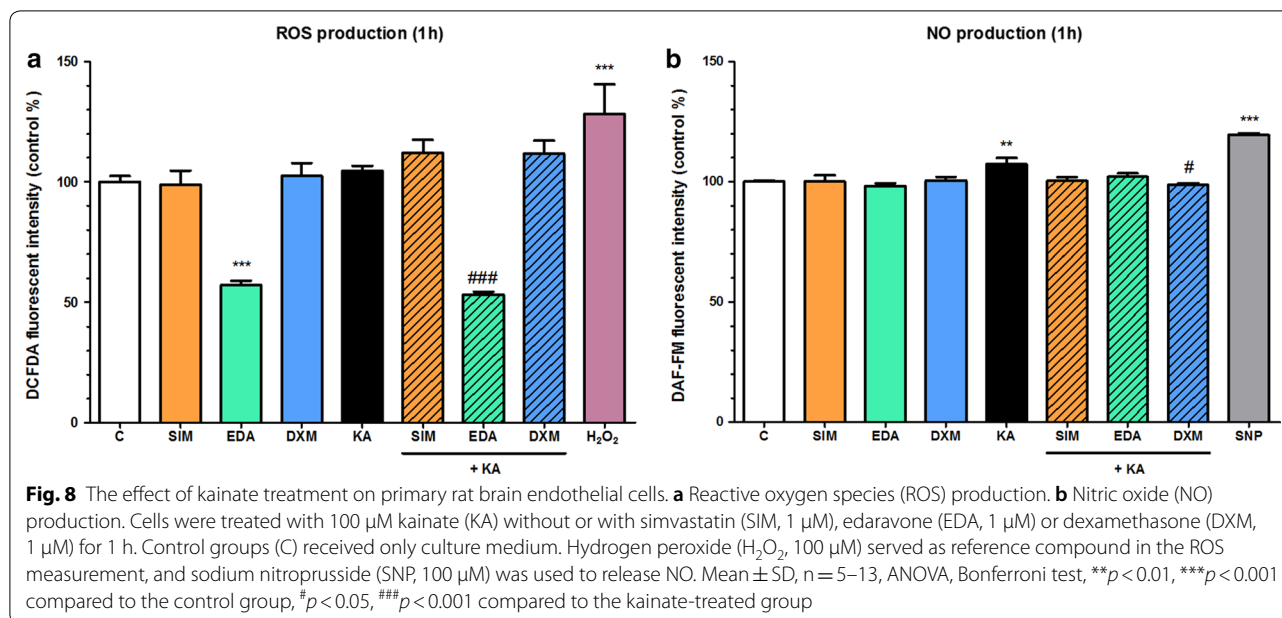 ROS production (1h)
a
DCFDA fluorescent intensity (control %)
150
100
50
0
***
###
***
C SIM EDA DXM KA SIM EDA DXM H₂O₂
+ KA
NO production (1h)
b
DAF-FM fluorescent intensity (control %)
150
100
50
0
**
#
***
C SIM EDA DXM KA SIM EDA DXM SNP
+ KA
Fig. 8 The effect of kainate treatment on primary rat brain endothelial cells. a Reactive oxygen species (ROS) production. b Nitric oxide (NO)
production. Cells were treated with 100 µM kainate (KA) without or with simvastatin (SIM, 1 µM), edaravone (EDA, 1 µM) or dexamethasone (DXM,
1 µM) for 1 h. Control groups (C) received only culture medium. Hydrogen peroxide (H₂O₂, 100 µM) served as reference compound in the ROS
measurement, and sodium nitroprusside (SNP, 100 µM) was used to release NO. Mean ± SD, n = 5–13, ANOVA, Bonferroni test, **p < 0.01, ***p < 0.001
compared to the control group, #p < 0.05, ###p < 0.001 compared to the kainate-treated group